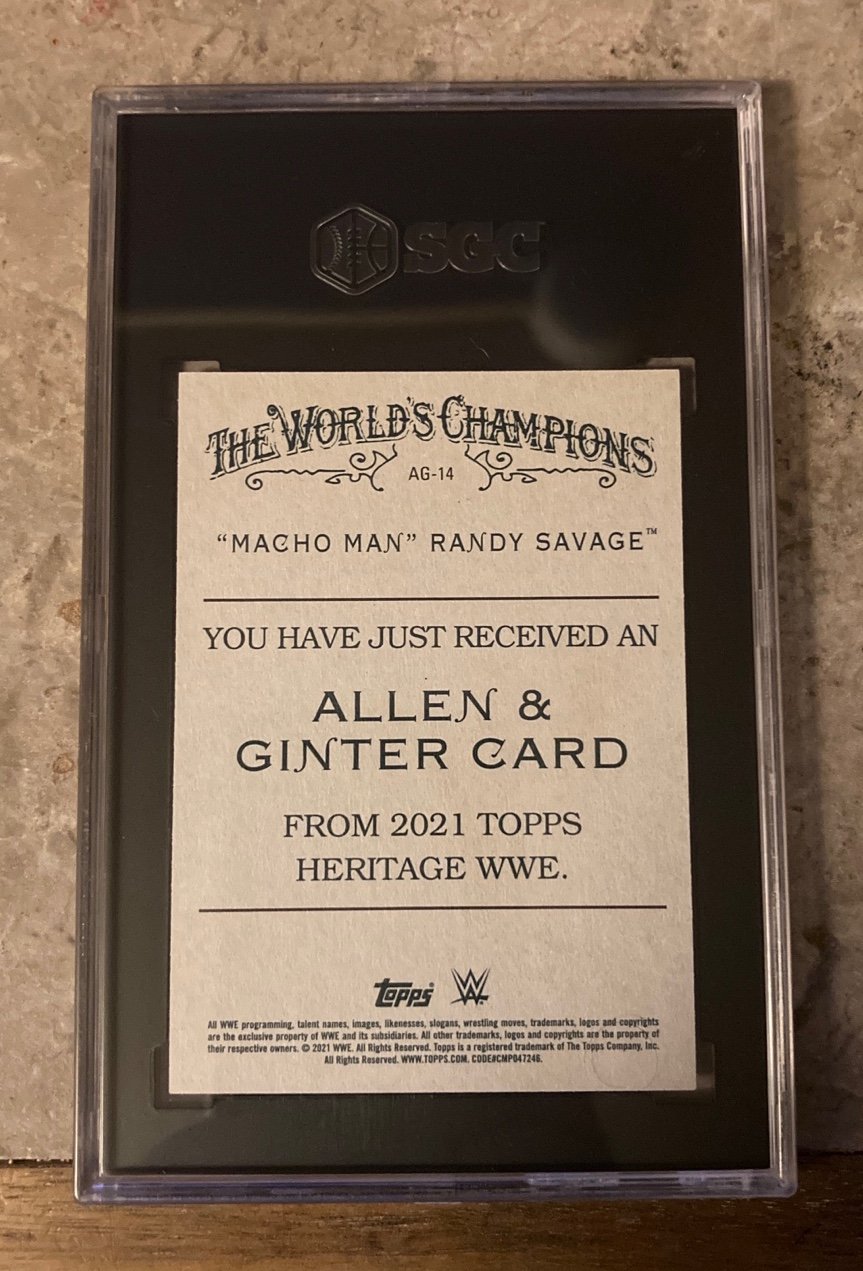 SGC
THE WORLD'S CHAMPIONS
AG-14
"MACHO MAN" RANDY SAVAGE™
YOU HAVE JUST RECEIVED AN
ALLEN &
GINTER CARD
FROM 2021 TOPPS
HERITAGE WWE.
topps® W
All WWE programming, talent names, images, likenesses, slogans, wrestling moves, trademarks, logos and copyrights
are the exclusive property of WWE and its subsidiaries. All other trademarks, logos and copyrights are the property of
their respective owners. © 2021 WWE. All Rights Reserved. Topps is a registered trademark of The Topps Company, Inc.
All Rights Reserved. WWW.TOPPS.COM. CODE#CMP047246.